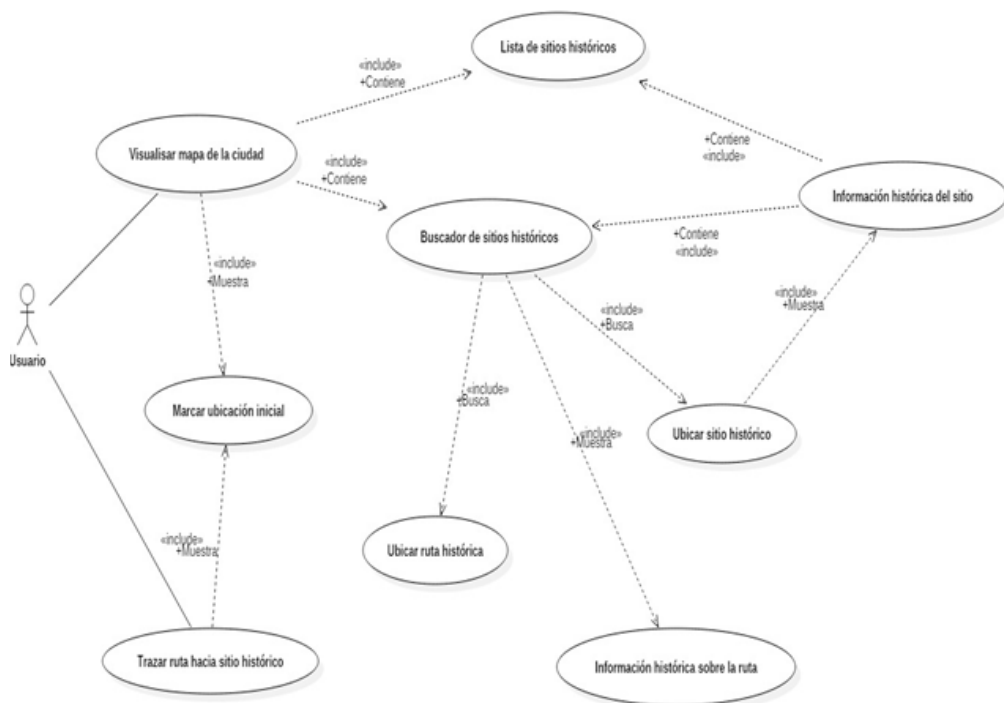 Lista de sitios históricos
«include»
+Contiene
Visualisar mapa de la ciudad
«include»
+Contiene
+Contiene
«include»
Información histórica del sitio
Buscador de sitios históricos
+Contiene
«include»
«include»
+Muestra
«include»
+Muestra
«include»
+Busca
Usuario
«include»
+Busca
«include»
+Muestra
Marcar ubicación inicial
Ubicar sitio histórico
«include»
+Muestra
Ubicar ruta histórica
Trazar ruta hacia sitio histórico
Información histórica sobre la ruta